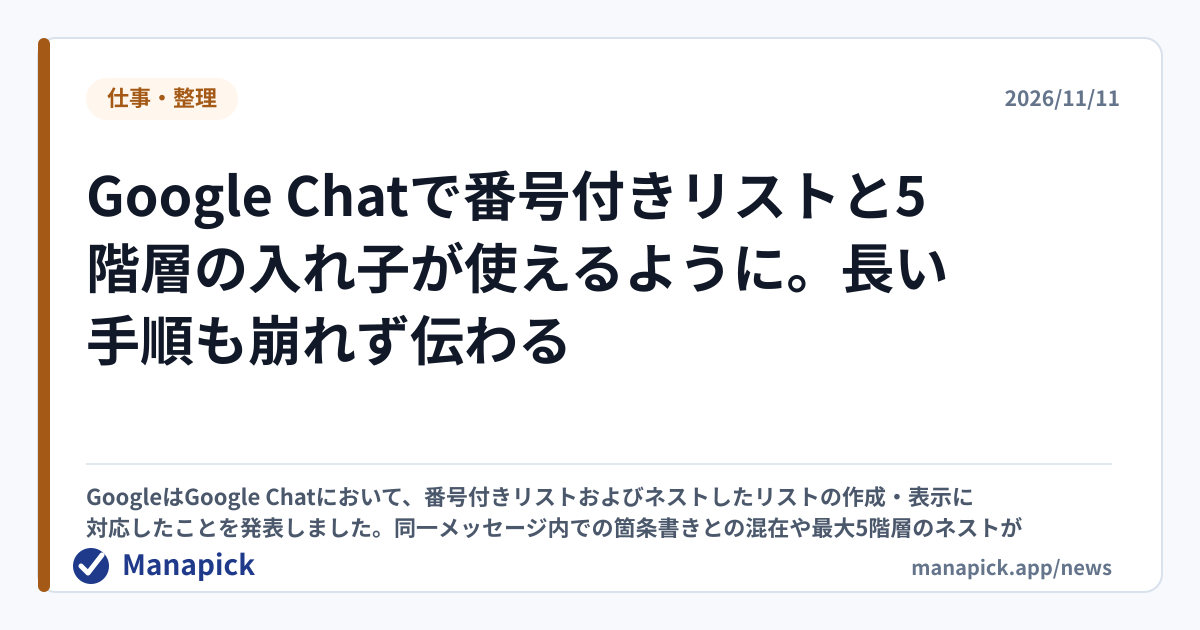 仕事・整理
2026/11/11
Google Chatで番号付きリストと5
階層の入れ子が使えるように。長い
手順も崩れず伝わる
GoogleはGoogle Chatにおいて、番号付きリストおよびネストしたリストの作成・表示に
対応したことを発表しました。同一メッセージ内での箇条書きとの混在や最大5階層のネストが
Manapick
manapick.app/news